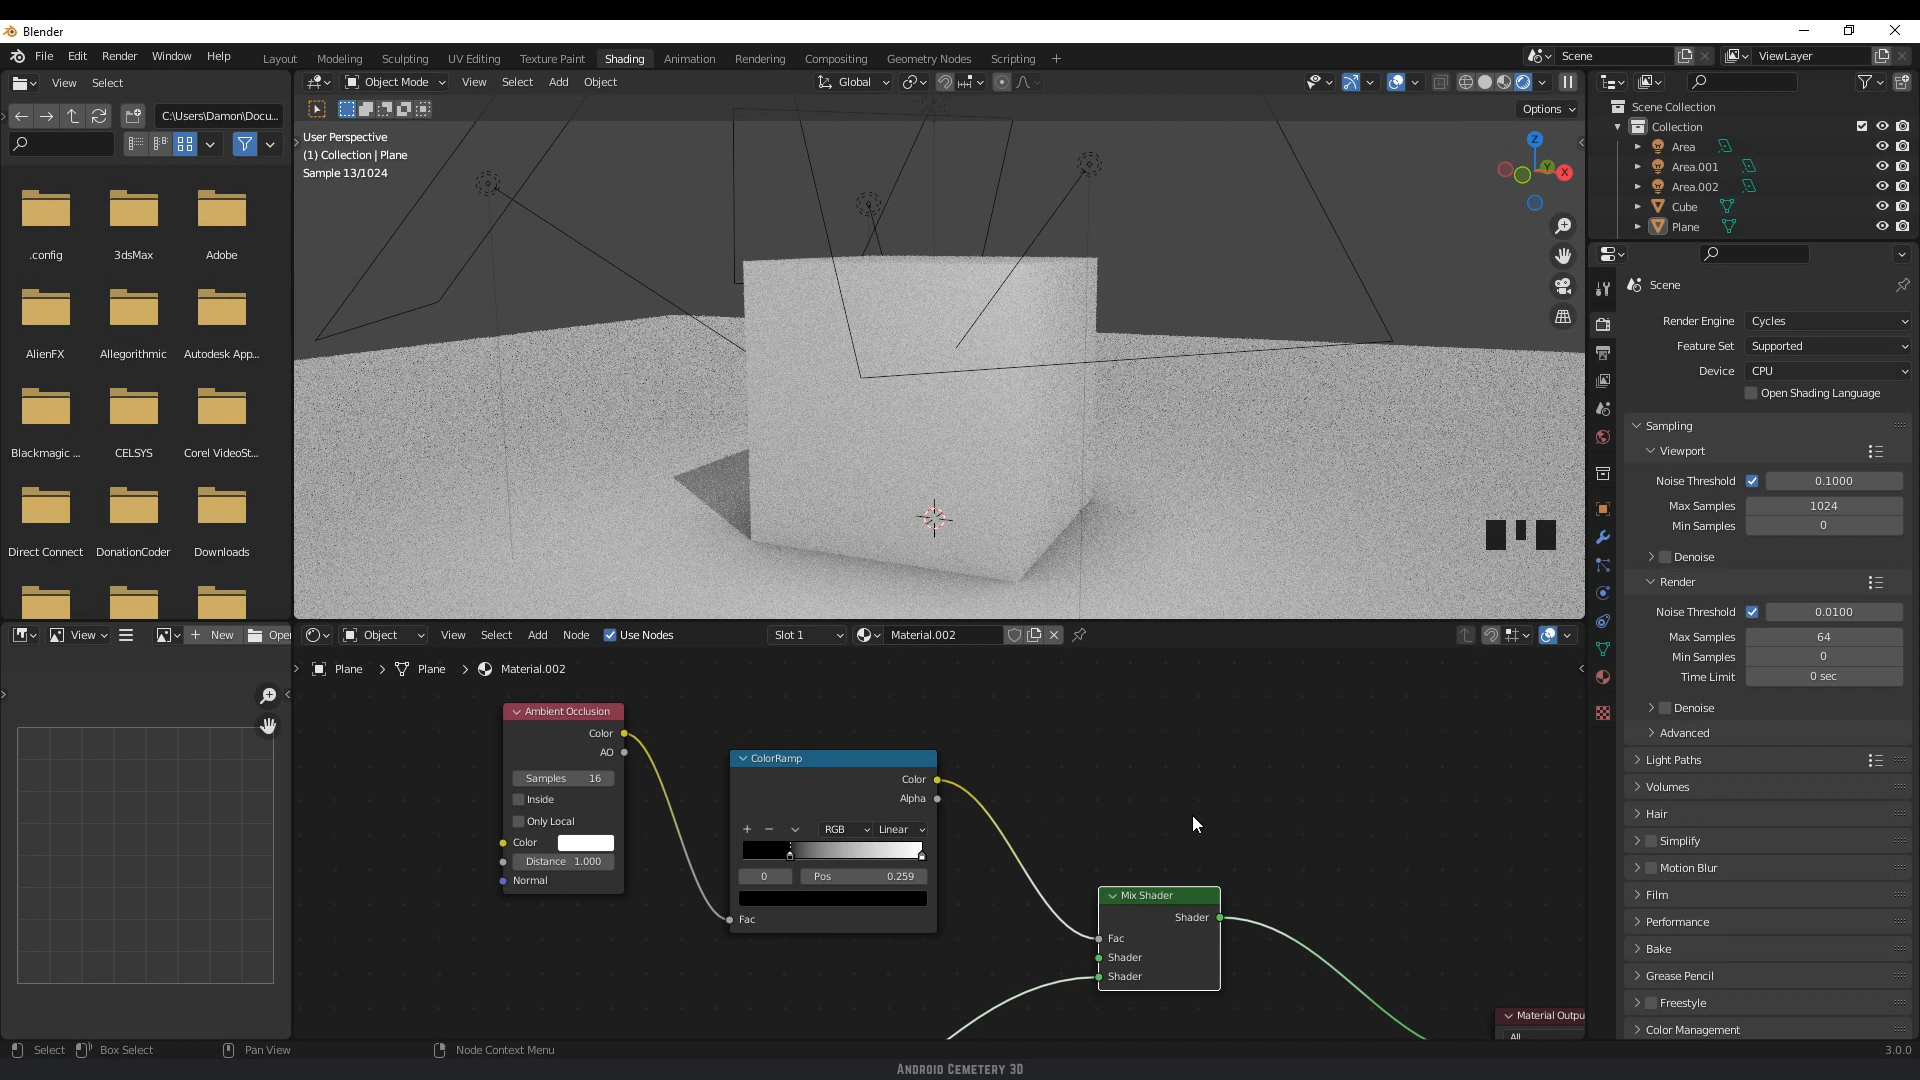 Blender
File Edit Render Window Help
Layout Modeling Sculpting UV Editing Texture Paint Shading Animation Rendering Compositing Geometry Nodes Scripting +
Scene
ViewLayer
View Select
Object Mode View Select Add Object
Global
Options
C:\Users\Damon\Docu...
.config 3dsMax Adobe
AlienFX Allegorithmic Autodesk App...
Blackmagic ... CELSYS Corel VideoSt...
Direct Connect DonationCoder Downloads
User Perspective
(1) Collection | Plane
Sample 13/1024
Z
Y
X
Scene Collection
Collection
Area
Area.001
Area.002
Cube
Plane
Scene
Render Engine Cycles
Feature Set Supported
Device CPU
Open Shading Language
Sampling
Viewport
Noise Threshold 0.1000
Max Samples 1024
Min Samples 0
Denoise
Render
Noise Threshold 0.0100
Max Samples 64
Min Samples 0
Time Limit 0 sec
Denoise
Advanced
Light Paths
Volumes
Hair
Simplify
Motion Blur
Film
Performance
Bake
Grease Pencil
Freestyle
Color Management
View
+ New
Open
Object View Select Add Node Use Nodes
Slot 1
Material.002
Plane > Plane > Material.002
Ambient Occlusion
Color
AO
Samples 16
Inside
Only Local
Color
Distance 1.000
Normal
ColorRamp
Color
Alpha
+ − RGB Linear
0 Pos 0.259
Fac
Mix Shader
Shader
Fac
Shader
Shader
Material Outpu
All
Select Box Select Pan View Node Context Menu
3.0.0
Android Cemetery 3D